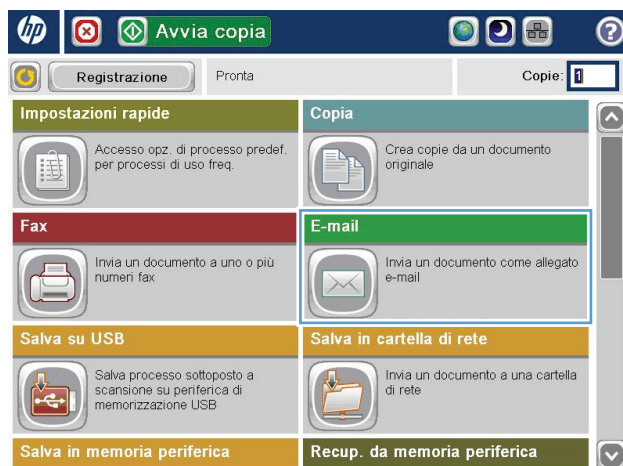 hp
Avvia copia
?
Registrazione
Pronta
Copie: 1
Impostazioni rapide
Accesso opz. di processo predef.
per processi di uso freq.
Copia
Crea copie da un documento
originale
Fax
Invia un documento a uno o più
numeri fax
E-mail
Invia un documento come allegato
e-mail
Salva su USB
Salva processo sottoposto a
scansione su periferica di
memorizzazione USB
Salva in cartella di rete
Invia un documento a una cartella
di rete
Salva in memoria periferica
Recup. da memoria periferica